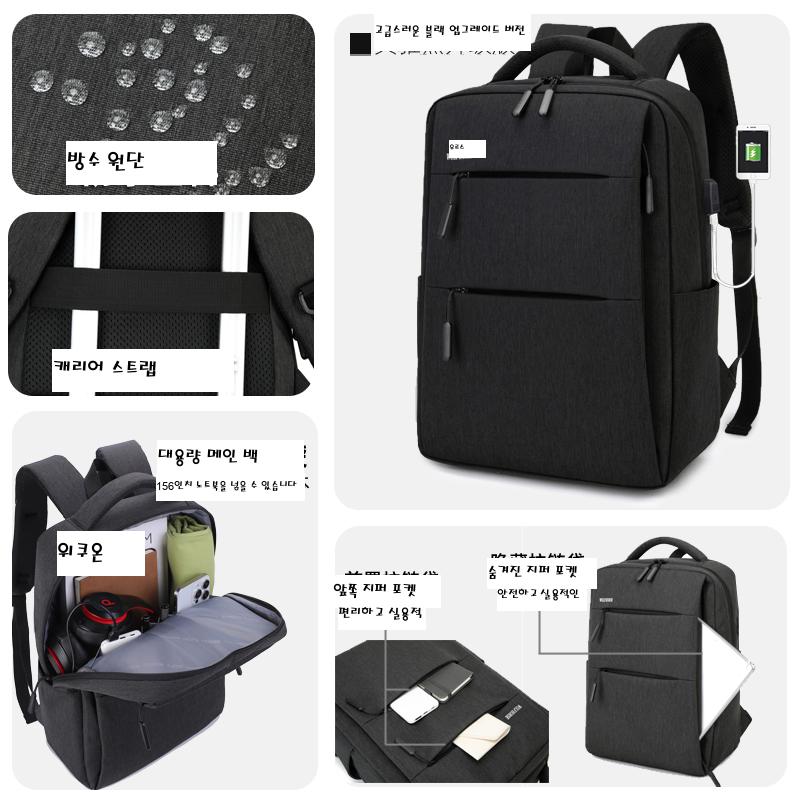 방수 원단
고급스러운 블랙 업그레이드 버전
캐리어 스트랩
대용량 메인 백
156인치 노트북을 넣을 수 있습니다
워쿠온
앞쪽 지퍼 포켓
편리하고 실용적
숨겨진 지퍼 포켓
안전하고 실용적인